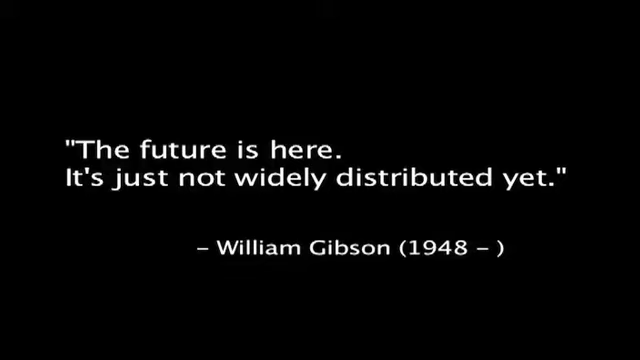 "The future is here.
It's just not widely distributed yet."
– William Gibson (1948 – )